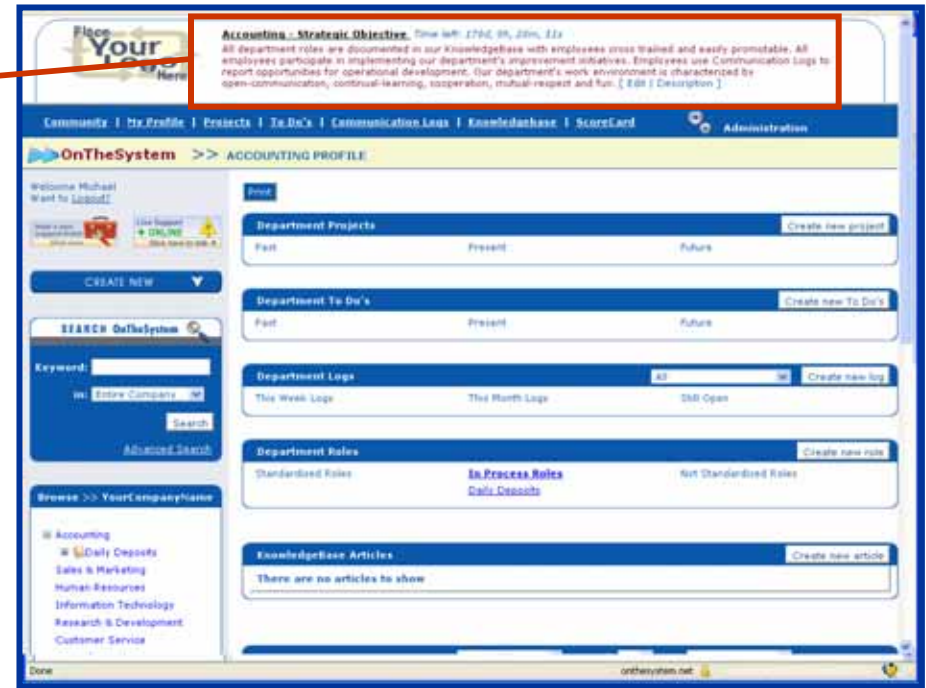 Place
Your
Logo
Here
Accounting - Strategic Objective Time left:
All department roles are documented in our KnowledgeBase with employees cross trained and easily promotable. All
employees participate in implementing our department's improvement initiatives. Employees use Communication Logs to
report opportunities for operational development. Our department's work environment is characterized by
open-communication, continual-learning, cooperation, mutual-respect and fun. [ Edit | Description ]
Community | My Profile | Projects | To Do's | Communication Logs | KnowledgeBase | ScoreCard Administration
OnTheSystem >> ACCOUNTING PROFILE
Welcome Michael
Want to Logout?
Print
Live Support
ONLINE
CREATE NEW
SEARCH OnTheSystem
Keyword:
in: Entire Company
Search
Advanced Search
Browse >> YourCompanyName
Accounting
Daily Deposits
Sales & Marketing
Human Resources
Information Technology
Research & Development
Customer Service
Department Projects Create new project
Past Present Future
Department To Do's Create new To Do's
Past Present Future
Department Logs All Create new log
This Week Logs This Month Logs Still Open
Department Roles Create new role
Standardized Roles In Process Roles Not Standardized Roles
Daily Deposits
KnowledgeBase Articles Create new article
There are no articles to show
Done onthesystem.net